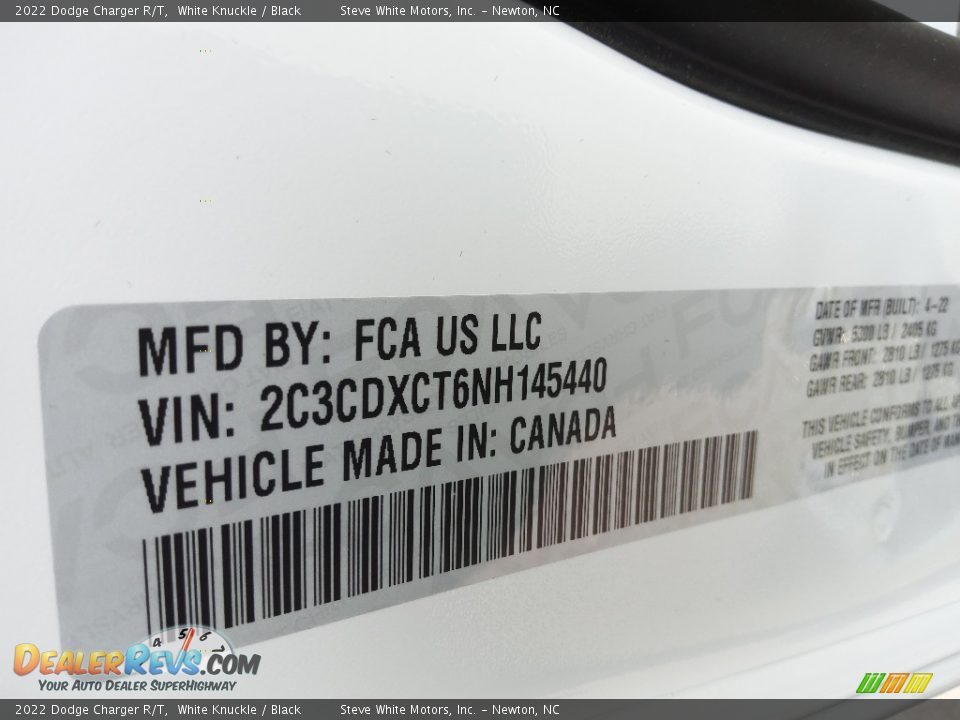 2022 Dodge Charger R/T, White Knuckle / Black Steve White Motors, Inc. – Newton, NC
MFD BY: FCA US LLC
VIN: 2C3CDXCT6NH145440
VEHICLE MADE IN: CANADA
DATE OF MFR (BUILT): 4-22
GVWR: 5300 LB / 2405 KG
GAWR FRONT: 2810 LB / 1275 KG
GAWR REAR: 2810 LB / 1275 KG
THIS VEHICLE CONFORMS TO ALL
VEHICLE SAFETY, BUMPER, AND
IN EFFECT ON THE DATE OF
4 5 6 7
DEALERREVS.COM
YOUR AUTO DEALER SUPERHIGHWAY
2022 Dodge Charger R/T, White Knuckle / Black Steve White Motors, Inc. – Newton, NC